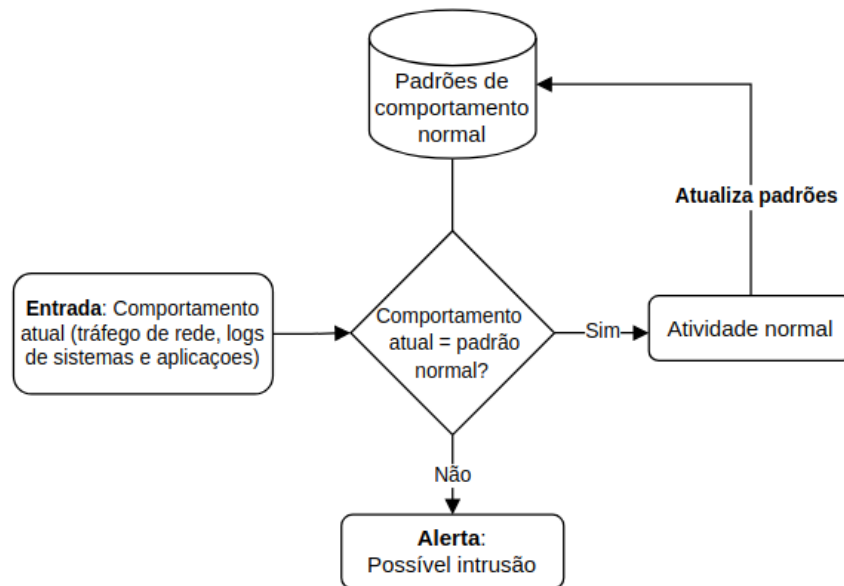 Padrões de
comportamento
normal
Atualiza padrões
Entrada: Comportamento
atual (tráfego de rede, logs
de sistemas e aplicaçoes)
Comportamento
atual = padrão
normal?
Sim
Atividade normal
Não
Alerta:
Possível intrusão